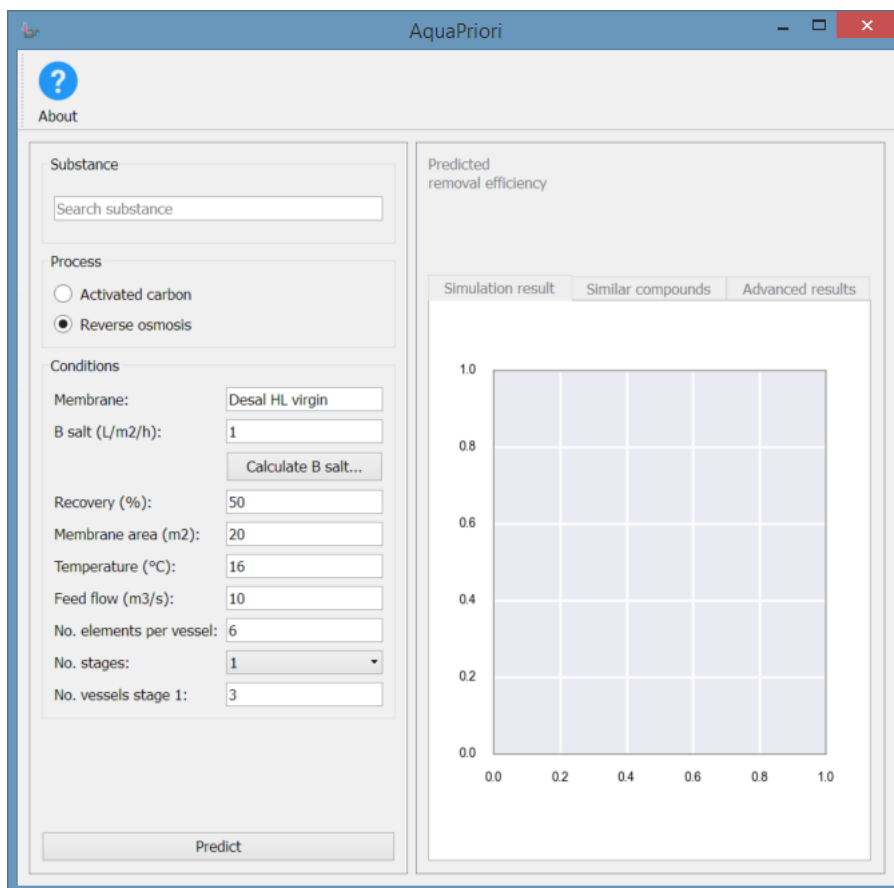 AquaPriori
?
About
Substance
Search substance
Process
Activated carbon
Reverse osmosis
Conditions
Membrane: Desal HL virgin
B salt (L/m2/h): 1
Calculate B salt...
Recovery (%): 50
Membrane area (m2): 20
Temperature (°C): 16
Feed flow (m3/s): 10
No. elements per vessel: 6
No. stages: 1
No. vessels stage 1: 3
Predict
Predicted
removal efficiency
Simulation result Similar compounds Advanced results
1.0
0.8
0.6
0.4
0.2
0.0
0.0 0.2 0.4 0.6 0.8 1.0